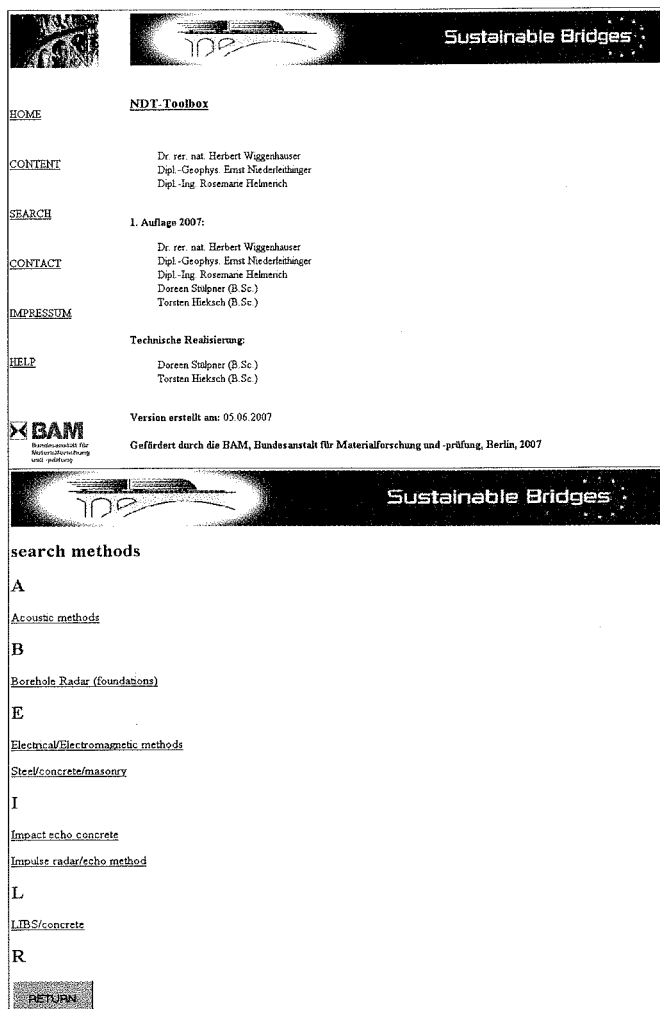 Sustainable Bridges
HOME
CONTENT
SEARCH
CONTACT
IMPRESSUM
HELP
BAM
Bundesanstalt für
Materialforschung
und -prüfung
NDT-Toolbox
Dr. rer. nat. Herbert Wiggenhauser
Dipl.-Geophys. Ernst Niederleithinger
Dipl.-Ing. Rosemarie Helmerich
1. Auflage 2007:
Dr. rer. nat. Herbert Wiggenhauser
Dipl.-Geophys. Ernst Niederleithinger
Dipl.-Ing. Rosemarie Helmerich
Doreen Stülpner (B.Sc.)
Torsten Hieksch (B.Sc.)
Technische Realisierung:
Doreen Stülpner (B.Sc.)
Torsten Hieksch (B.Sc.)
Version erstellt am: 05.06.2007
Gefördert durch die BAM, Bundesanstalt für Materialforschung und -prüfung, Berlin, 2007
Sustainable Bridges
search methods
A
Acoustic methods
B
Borehole Radar (foundations)
E
Electrical/Electromagnetic methods
Steel/concrete/masonry
I
Impact echo concrete
Impulse radar/echo method
L
LIBS/concrete
R
RETURN